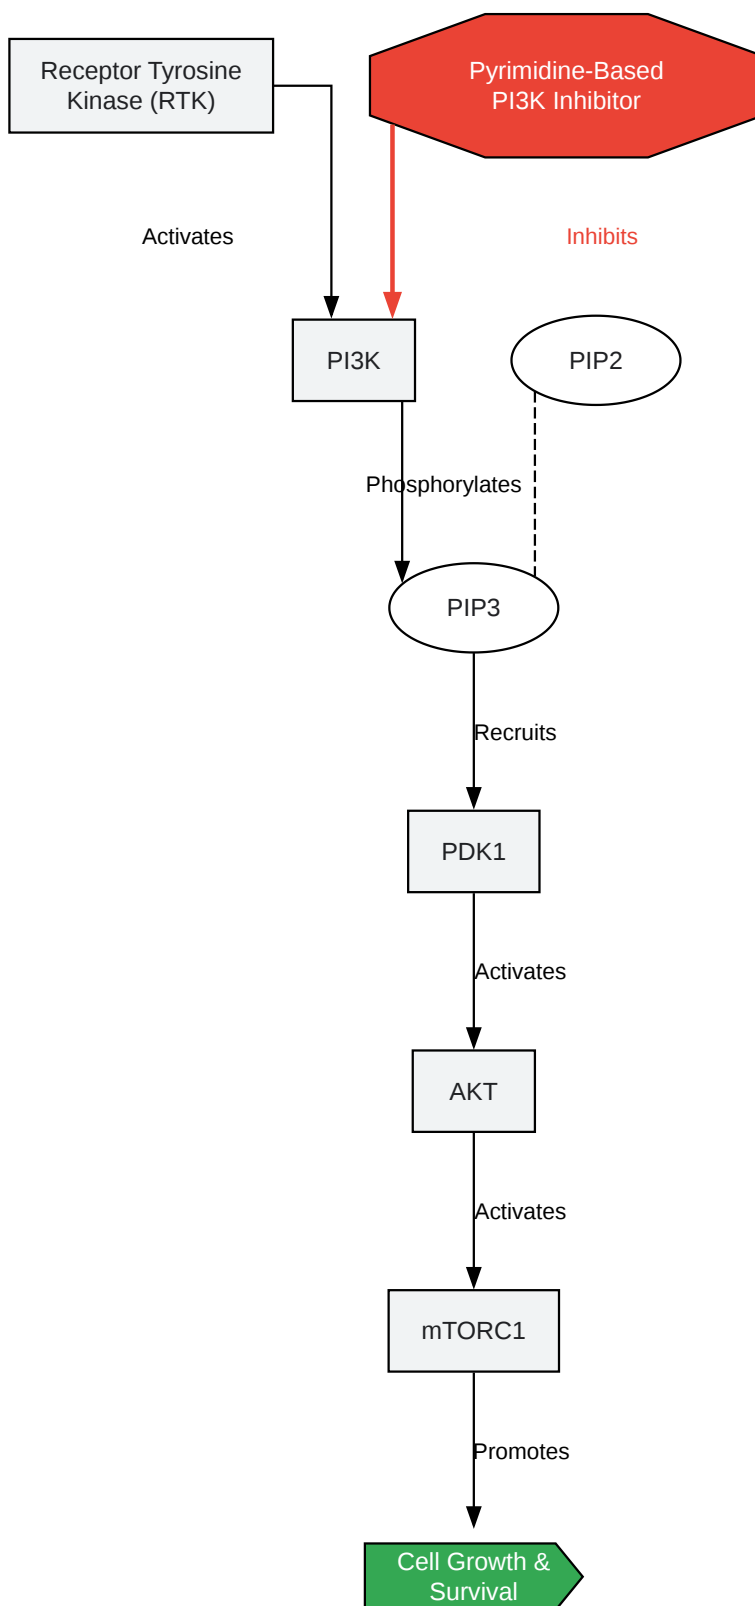 Receptor Tyrosine
Kinase (RTK)
Pyrimidine-Based
PI3K Inhibitor
Activates
Inhibits
PI3K
PIP2
Phosphorylates
PIP3
Recruits
PDK1
Activates
AKT
Activates
mTORC1
Promotes
Cell Growth &
Survival